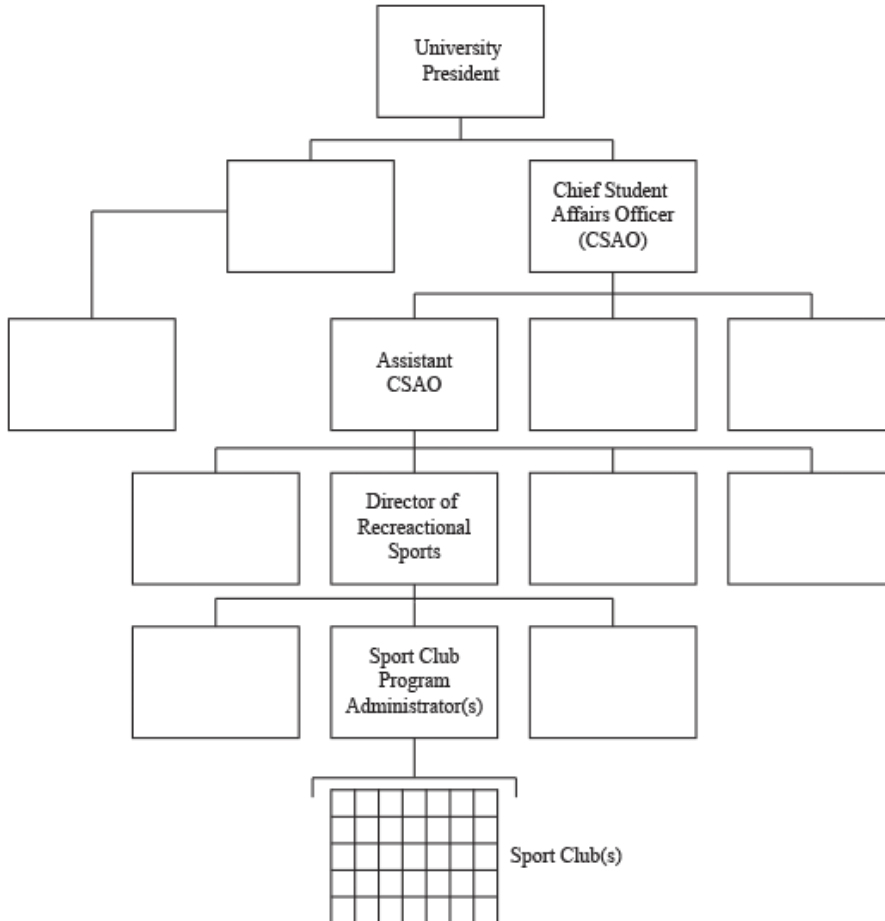 University
President
Chief Student
Affairs Officer
(CSAO)
Assistant
CSAO
Director of
Recreactional
Sports
Sport Club
Program
Administrator(s)
Sport Club(s)